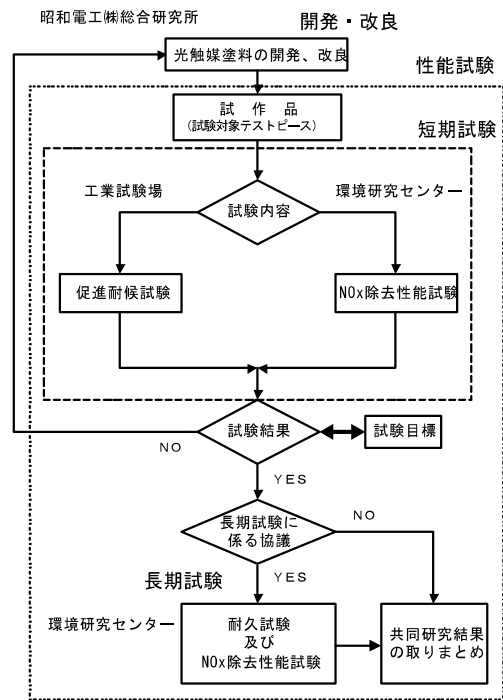 昭和電工㈱総合研究所
開発・改良
光触媒塗料の開発、改良
性能試験
試作品
(試験対象テストピース)
短期試験
工業試験場
環境研究センター
試験内容
促進耐候試験
NOx除去性能試験
試験結果
試験目標
NO
YES
長期試験に
係る協議
NO
YES
長期試験
環境研究センター
耐久試験
及び
NOx除去性能試験
共同研究結果
の取りまとめ